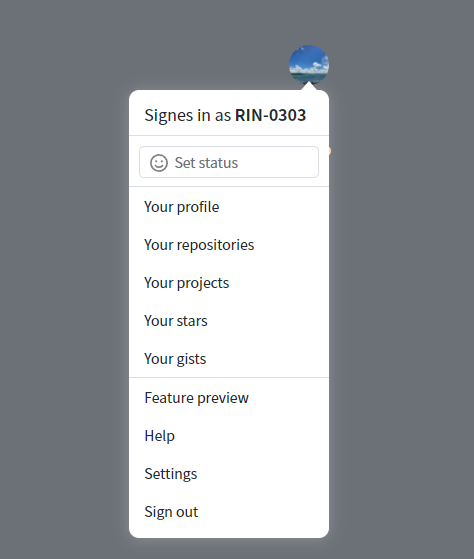 Signes in as RIN-0303
Set status
Your profile
Your repositories
Your projects
Your stars
Your gists
Feature preview
Help
Settings
Sign out